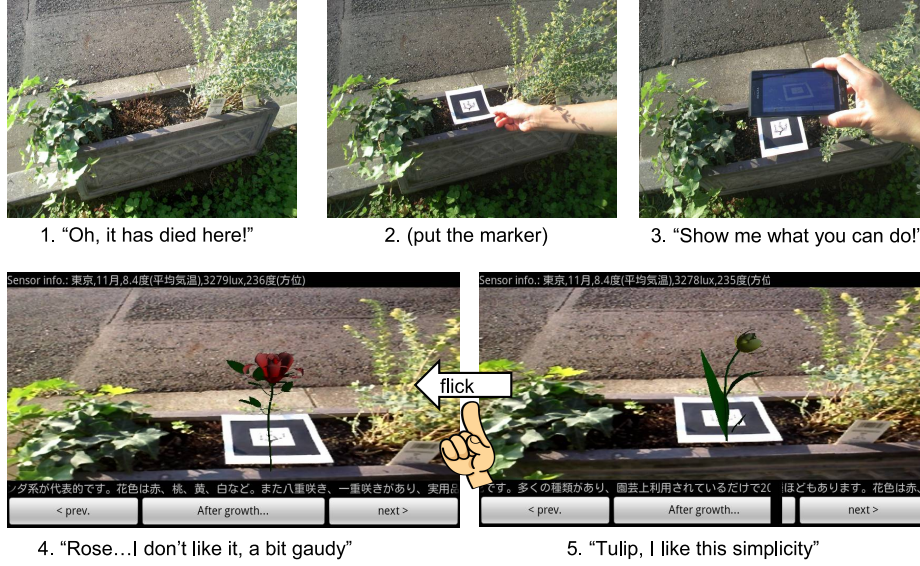 1. “Oh, it has died here!”
2. (put the marker)
3. “Show me what you can do!”
Sensor info.: 東京,11月,8.4度(平均気温),3279lux,236度(方位)
Sensor info.: 東京,11月,8.4度(平均気温),3278lux,235度(方位
flick
ンダ系が代表的です。花色は赤、桃、黄、白など。また八重咲き、一重咲きがあり、実用品
< prev.
After growth...
next >
です。多くの種類があり、園芸上利用されているだけで20
ほどもあります。花色は赤、
< prev.
After growth...
next >
4. “Rose…I don’t like it, a bit gaudy”
5. “Tulip, I like this simplicity”